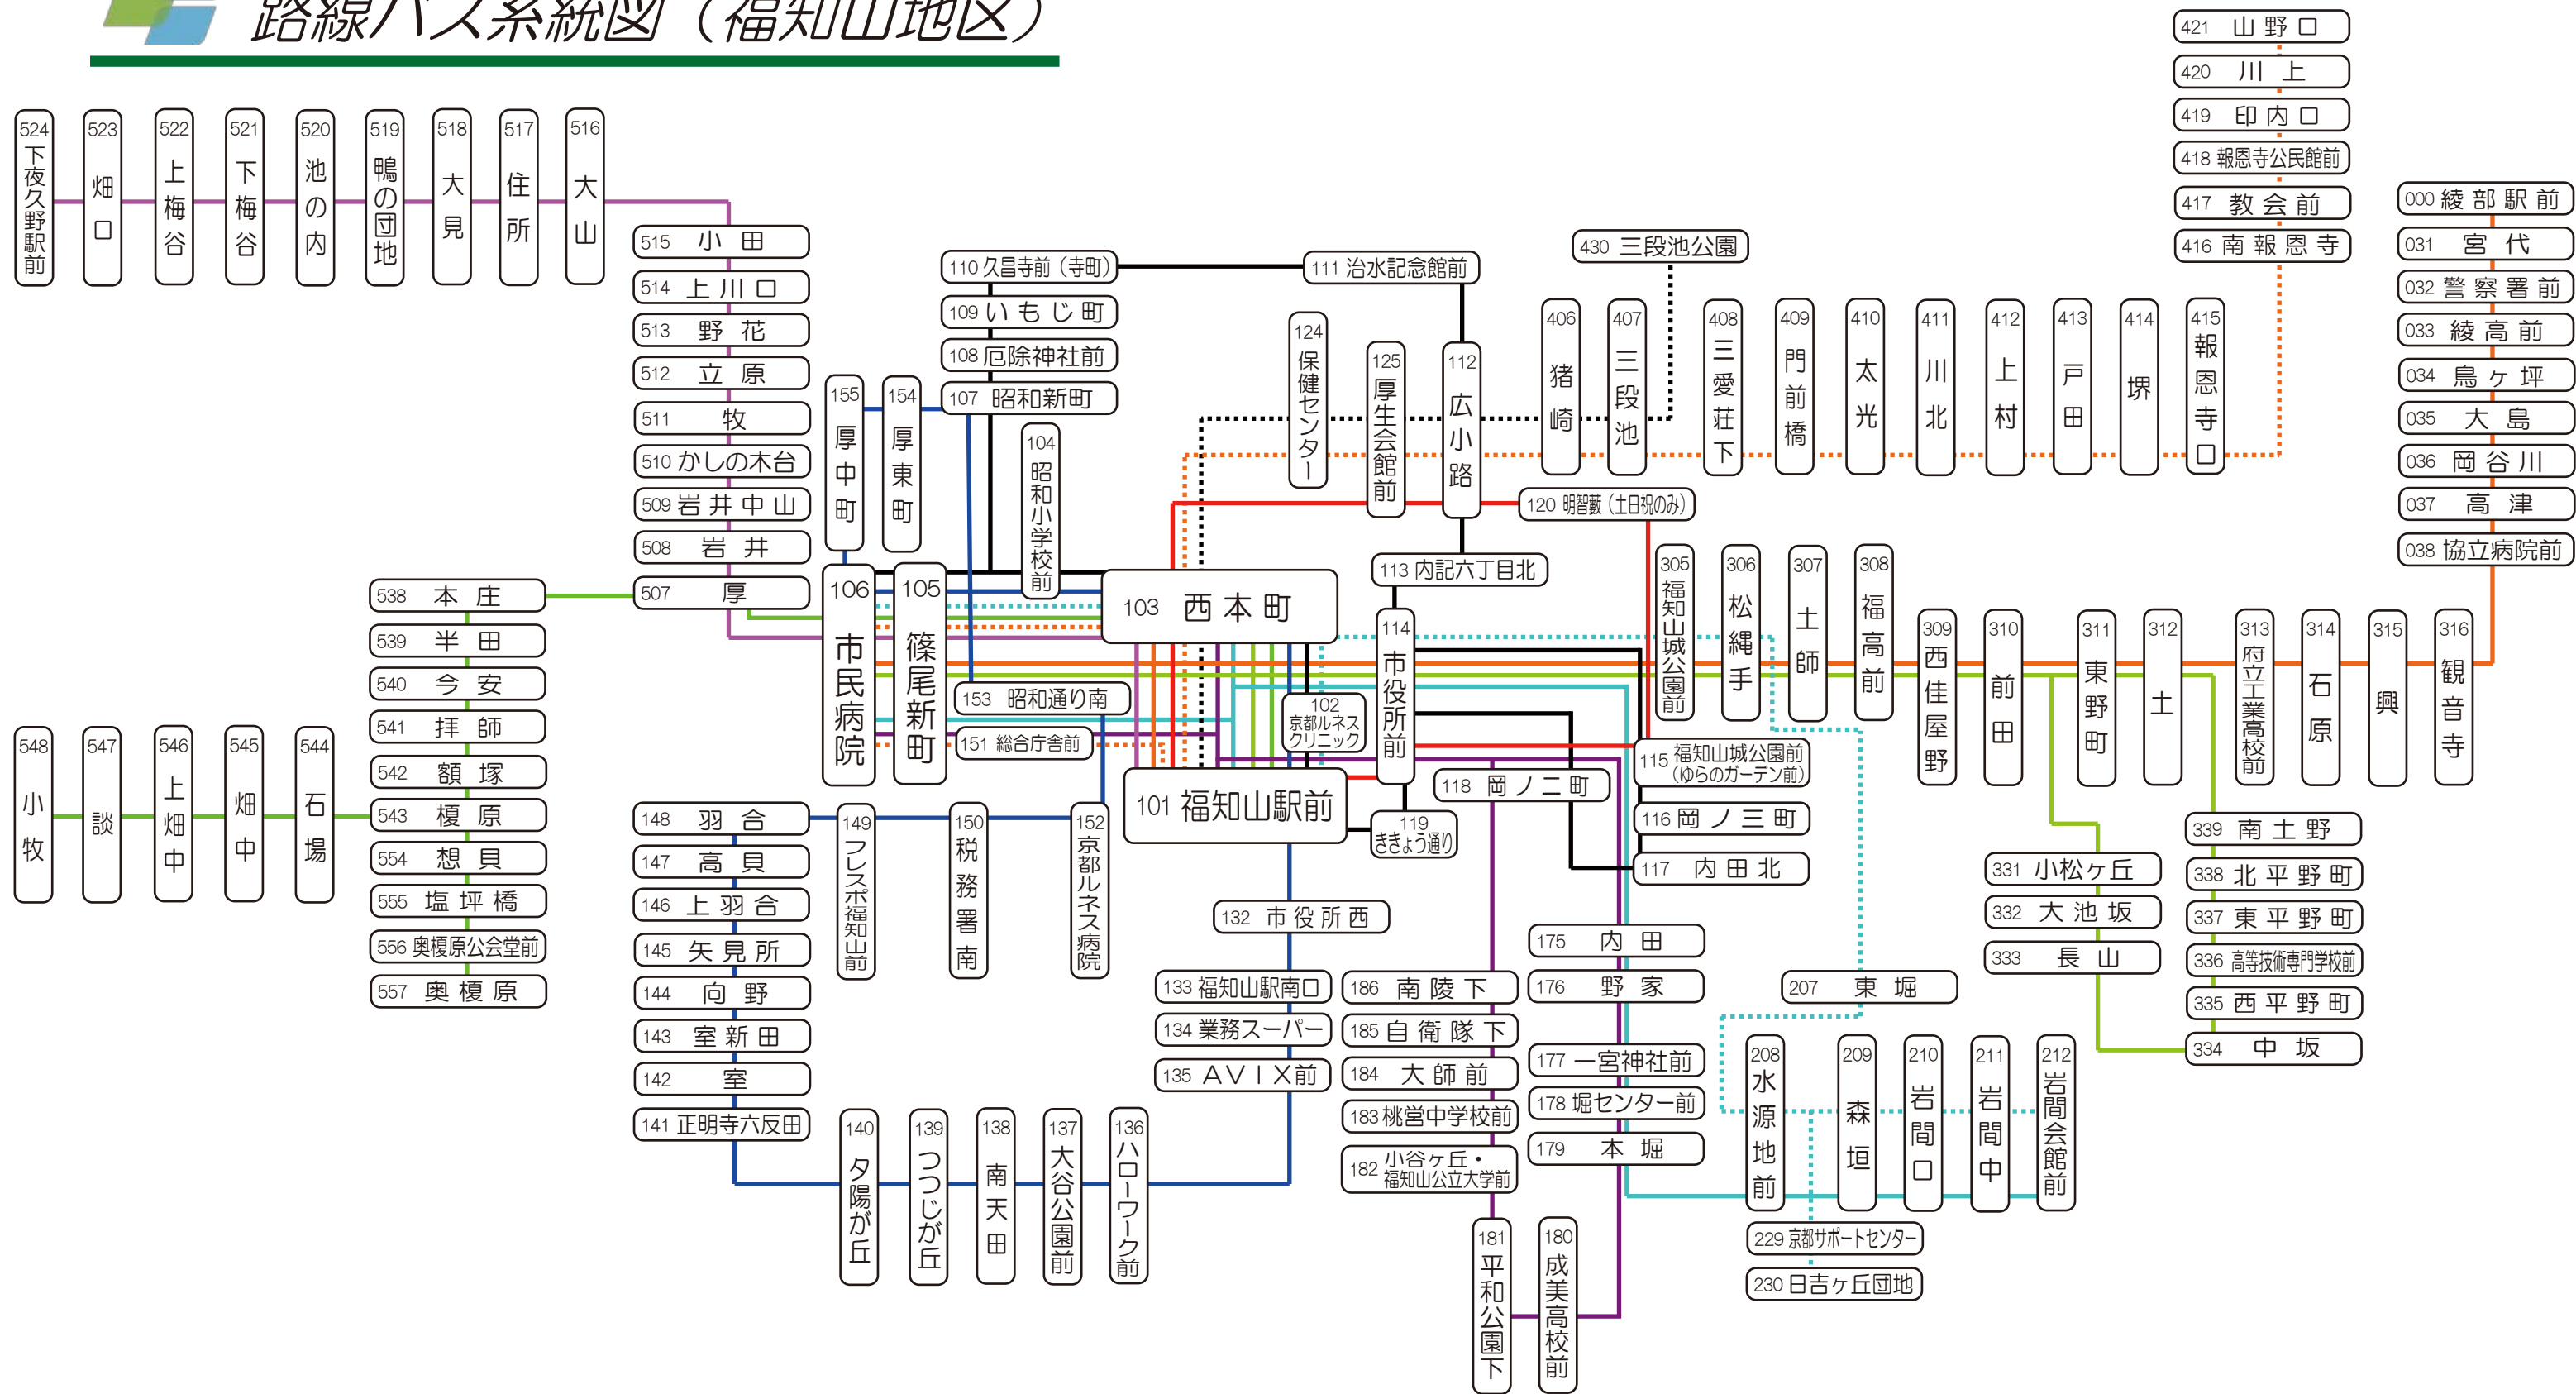 路線バス系統図（福知山地区）
421 山野口
420 川上
419 印内口
418 報恩寺公民館前
417 教会前
416 南報恩寺
524 下夜久野駅前
523 畑口
522 上梅谷
521 下梅谷
520 池の内
519 鴨の団地
518 大見
517 住所
516 大山
515 小田
514 上川口
513 野花
512 立原
511 牧
510 かしの木台
509 岩井中山
508 岩井
507 厚
110 久昌寺前（寺町）
109 いもじ町
108 厄除神社前
107 昭和新町
111 治水記念館前
430 三段池公園
155 厚中町
154 厚東町
104 昭和小学校前
124 保健センター
125 厚生会館前
112 広小路
406 猪崎
407 三段池
408 三愛荘下
409 門前橋
410 太光
411 川北
412 上村
413 戸田
414 堺
415 報恩寺口
000 綾部駅前
031 宮代
032 警察署前
033 綾高前
034 鳥ヶ坪
035 大島
036 岡谷川
037 高津
038 協立病院前
120 明智藪（土日祝のみ）
113 内記六丁目北
106 市民病院
105 篠尾新町
103 西本町
114 市役所前
305 福知山城公園前
306 松縄手
307 土師
308 福高前
309 西佳屋野
310 前田
311 東野町
312 土
313 府立工業高校前
314 石原
315 興
316 観音寺
538 本庄
539 半田
540 今安
541 拝師
542 額塚
543 榎原
554 想貝
555 塩坪橋
556 奥榎原公会堂前
557 奥榎原
548 小牧
547 談
546 上畑中
545 畑中
544 石場
153 昭和通り南
151 総合庁舎前
102
京都ルネス
クリニック
101 福知山駅前
119
ききょう通り
118 岡ノ二町
115 福知山城公園前
（ゆらのガーデン前）
116 岡ノ三町
117 内田北
148 羽合
147 高貝
146 上羽合
145 矢見所
144 向野
143 室新田
142 室
141 正明寺六反田
149 フレスポ福知山前
150 税務署南
152 京都ルネス病院
132 市役所西
133 福知山駅南口
134 業務スーパー
135 AVIX前
140 夕陽が丘
139 つつじが丘
138 南天田
137 大谷公園前
136 ハローワーク前
186 南陵下
185 自衛隊下
184 大師前
183 桃営中学校前
182 小谷ヶ丘・
福知山公立大学前
181 平和公園下
180 成美高校前
175 内田
176 野家
177 一宮神社前
178 堀センター前
179 本堀
207 東堀
208 水源地前
209 森垣
210 岩間口
211 岩間中
212 岩間会館前
229 京都サポートセンター
230 日吉ヶ丘団地
331 小松ヶ丘
332 大池坂
333 長山
339 南土野
338 北平野町
337 東平野町
336 高等技術専門学校前
335 西平野町
334 中坂